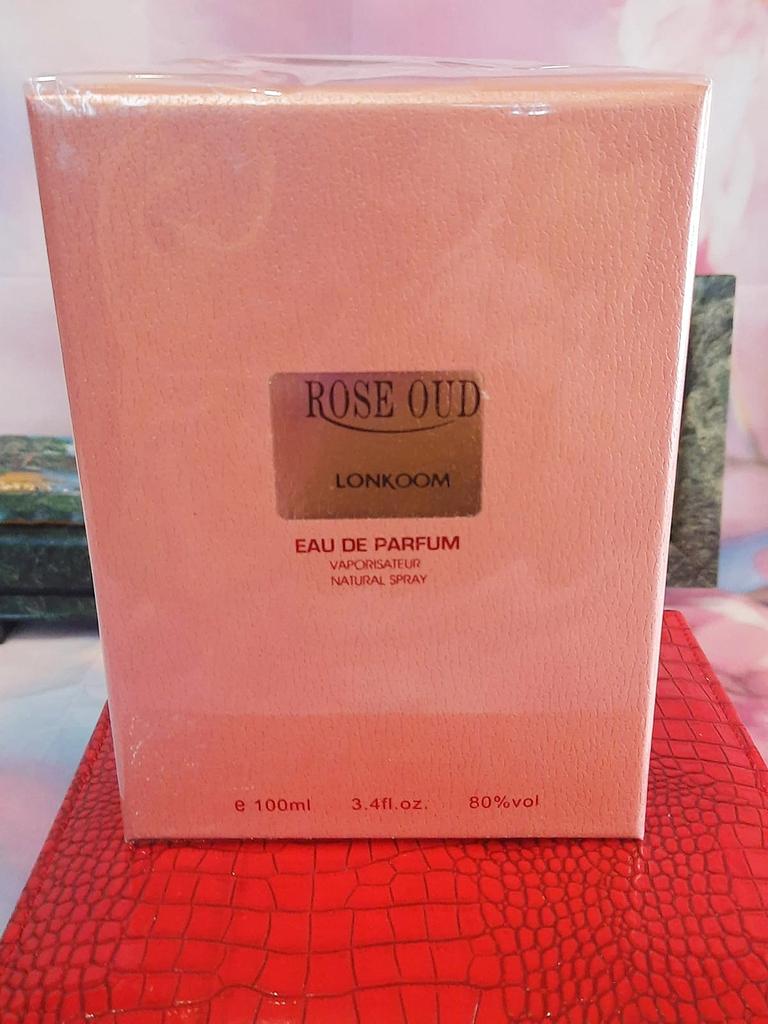 ROSE OUD
LONKOOM
EAU DE PARFUM
VAPORISATEUR
NATURAL SPRAY
e 100ml 3.4fl.oz. 80%vol